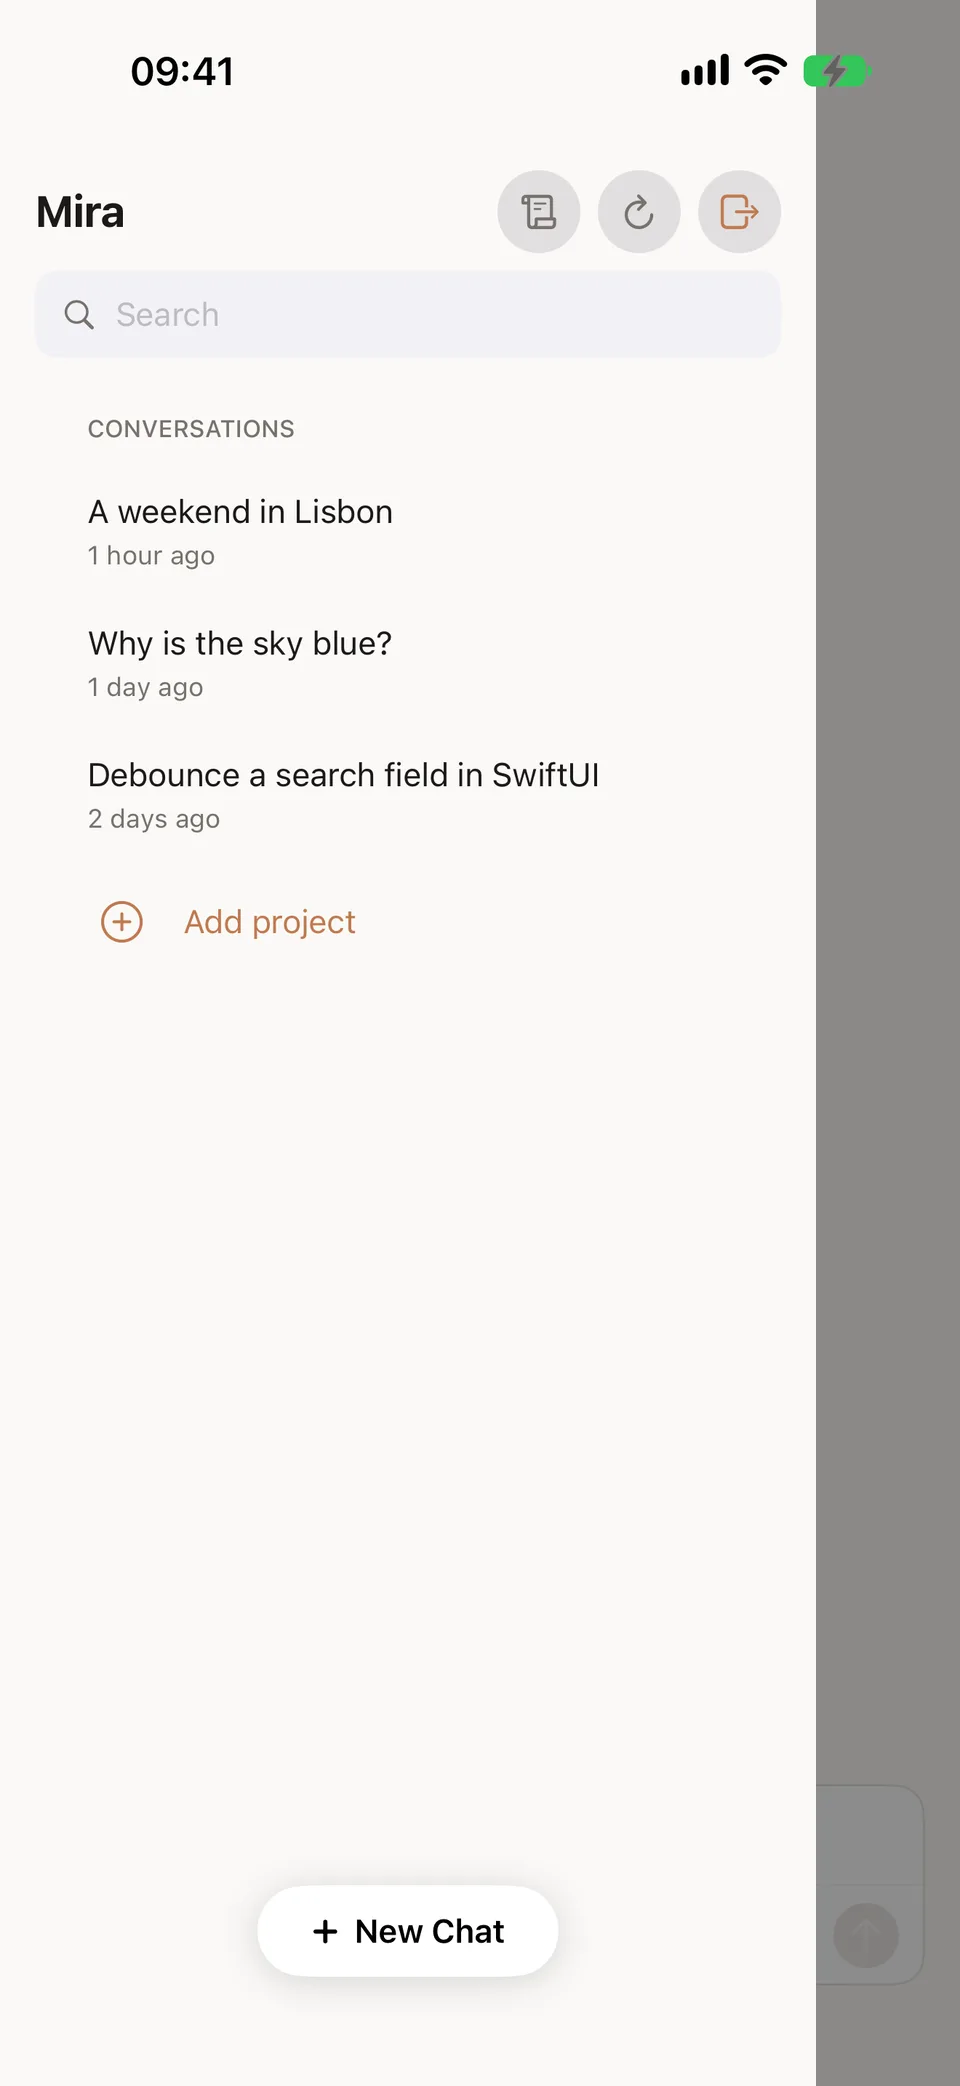 09:41
Mira
Search
CONVERSATIONS
A weekend in Lisbon
1 hour ago
Why is the sky blue?
1 day ago
Debounce a search field in SwiftUI
2 days ago
Add project
+ New Chat